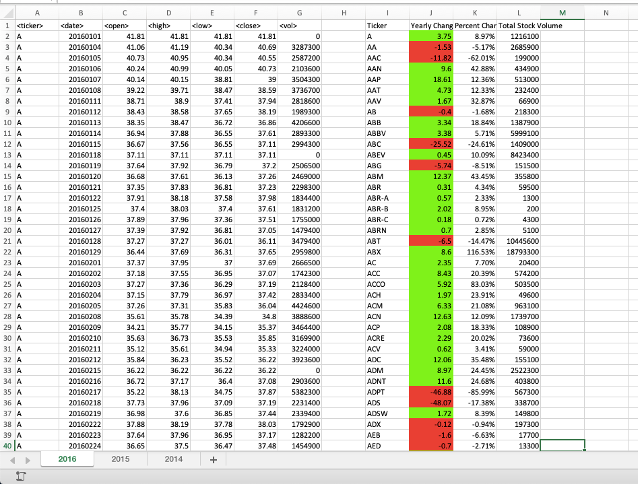 A B C D E F G H I J K L M N
1 <ticker> <date> <open> <high> <low> <close> <vol> Ticker Yearly Chang Percent Char Total Stock Volume
2 A 20160101 41.81 41.81 41.81 41.81 0 A 3.75 8.97% 1216100
3 A 20160104 41.06 41.19 40.34 40.69 3287300 AA -1.53 -5.17% 2685900
4 A 20160105 40.73 40.95 40.34 40.55 2587200 AAC -11.82 -62.01% 199000
5 A 20160106 40.24 40.99 40.05 40.73 2103600 AAN 9.6 42.88% 434900
6 A 20160107 40.14 40.15 38.81 39 3504300 AAP 18.61 12.36% 513000
7 A 20160108 39.22 39.71 38.47 38.59 3736700 AAT 4.73 12.33% 232400
8 A 20160111 38.71 38.9 37.41 37.94 2818600 AAV 1.67 32.87% 66900
9 A 20160112 38.43 38.58 37.65 38.19 1989300 AB -0.4 -1.68% 218300
10 A 20160113 38.35 38.47 36.72 36.86 4206600 ABB 3.34 18.84% 1387900
11 A 20160114 36.94 37.88 36.55 37.61 2893300 ABBV 3.38 5.71% 5999100
12 A 20160115 36.67 37.56 36.55 37.11 2994300 ABC -25.52 -24.61% 1409000
13 A 20160118 37.11 37.11 37.11 37.11 0 ABEV 0.45 10.09% 8423400
14 A 20160119 37.64 37.92 36.79 37.2 2506500 ABG -5.74 -8.51% 151500
15 A 20160120 36.68 37.61 36.13 37.26 2469000 ABM 12.37 43.45% 355800
16 A 20160121 37.35 37.83 36.81 37.23 2298300 ABR 0.31 4.34% 59500
17 A 20160122 37.91 38.18 37.58 37.98 1834400 ABR-A 0.57 2.33% 1300
18 A 20160125 37.4 38.03 37.4 37.61 1831200 ABR-B 2.02 8.95% 200
19 A 20160126 37.89 37.96 37.36 37.51 1755000 ABR-C 0.18 0.72% 4300
20 A 20160127 37.39 37.92 36.81 37.05 1479400 ABRN 0.7 2.85% 5100
21 A 20160128 37.27 37.27 36.01 36.11 3479400 ABT -6.5 -14.47% 10445600
22 A 20160129 36.44 37.69 36.31 37.65 2959800 ABX 8.6 116.53% 18793300
23 A 20160201 37.37 37.95 37 37.69 2666500 AC 2.35 7.70% 20400
24 A 20160202 37.18 37.55 36.95 37.07 1742300 ACC 8.43 20.39% 574200
25 A 20160203 37.27 37.36 36.29 37.19 2128400 ACCO 5.92 83.03% 503500
26 A 20160204 37.15 37.79 36.97 37.42 2833400 ACH 1.97 23.91% 49600
27 A 20160205 37.26 37.31 35.83 36.04 4424600 ACM 6.33 21.08% 963100
28 A 20160208 35.61 35.78 34.39 34.8 3888600 ACN 12.63 12.09% 1739700
29 A 20160209 34.21 35.77 34.15 35.37 3464400 ACP 2.08 18.33% 108900
30 A 20160210 35.63 36.73 35.53 35.85 3169900 ACRE 2.29 20.02% 73600
31 A 20160211 35.12 35.61 34.94 35.33 3224000 ACV 0.62 3.41% 59000
32 A 20160212 35.84 36.23 35.52 36.22 3923600 ADC 12.06 35.48% 155100
33 A 20160215 36.22 36.22 36.22 36.22 0 ADM 8.97 24.45% 2522300
34 A 20160216 36.72 37.17 36.4 37.08 2903600 ADNT 11.6 24.68% 403800
35 A 20160217 35.22 38.13 34.75 37.87 5382300 ADPT -46.88 -85.99% 567300
36 A 20160218 37.73 37.96 37.09 37.19 2231400 ADS -48.07 -17.38% 338700
37 A 20160219 36.98 37.6 36.85 37.44 2339400 ADSW 1.72 8.39% 149800
38 A 20160222 37.88 38.19 37.78 38.03 1792900 ADX -0.12 -0.94% 197300
39 A 20160223 37.64 37.96 36.95 37.17 1282200 AEB -1.6 -6.63% 17700
40 A 20160224 36.65 37.5 36.47 37.48 1454900 AED -0.7 -2.71% 13300
2016 2015 2014 +